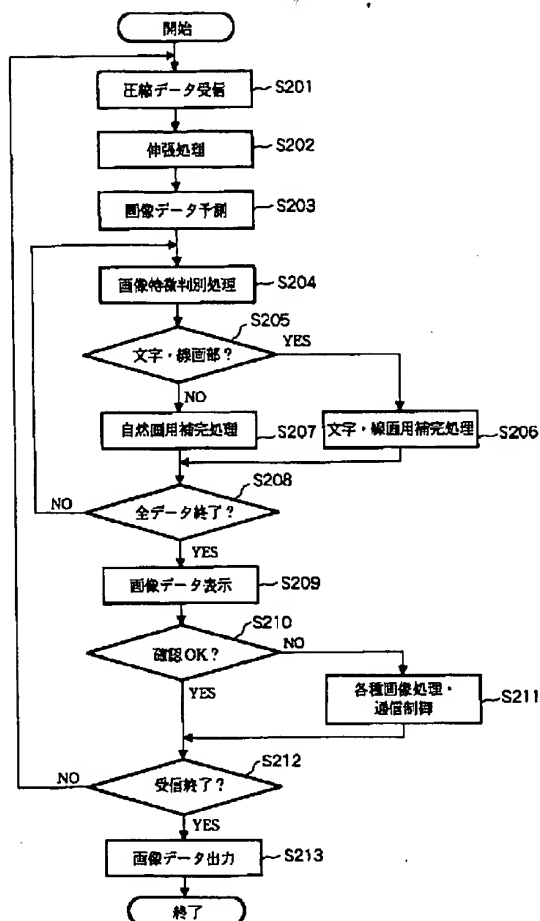 開始
圧縮データ受信
S201
伸張処理
S202
画像データ予測
S203
画像特徴判別処理
S204
S205
文字・線画部？
YES
NO
自然画用補完処理
S207
文字・線画用補完処理
S206
S208
NO
全データ終了？
YES
画像データ表示
S209
S210
確認OK？
NO
YES
各種画像処理・
通信制御
S211
S212
NO
受信終了？
YES
画像データ出力
S213
終了